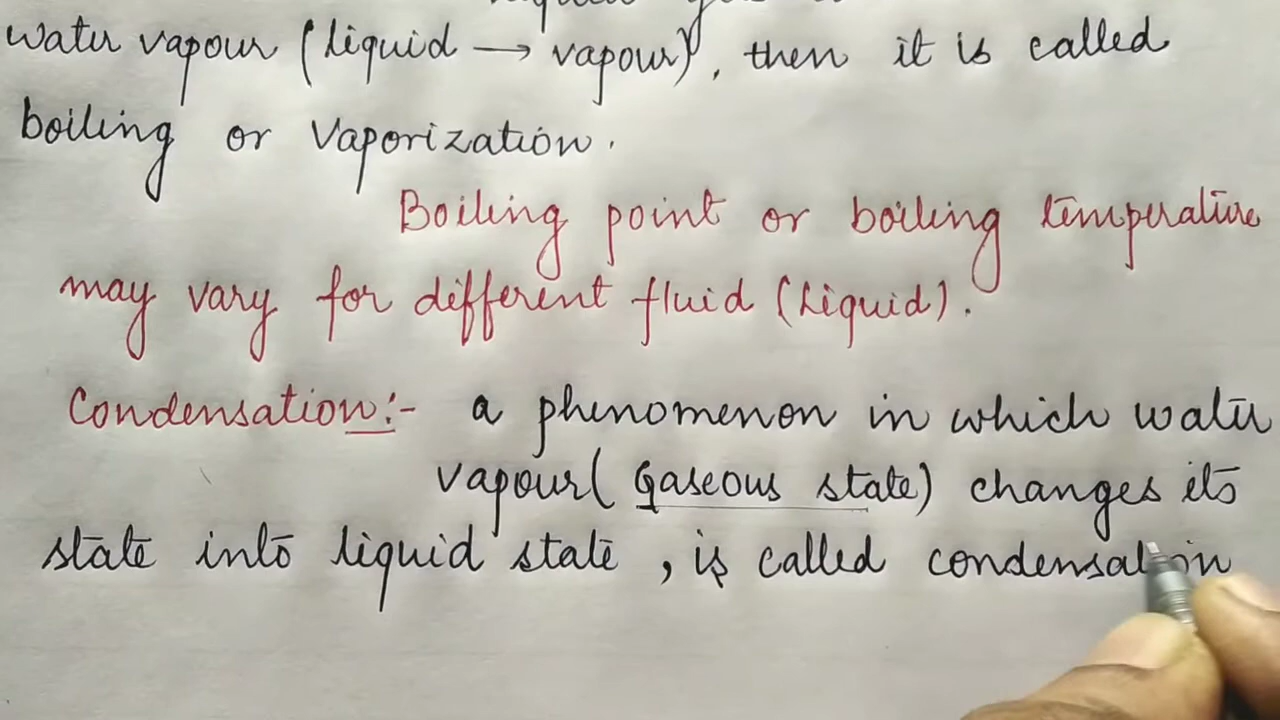 water vapour (liquid → vapour), then it is called
boiling or Vaporization.
Boiling point or boiling temperature
may vary for different fluid (Liquid).
Condensation:- a phenomenon in which water
vapour( Gaseous state) changes its
state into liquid state, is called